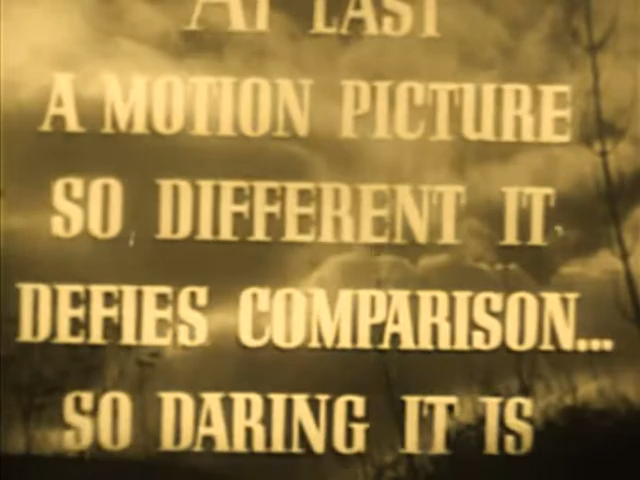 AT LAST
A MOTION PICTURE
SO DIFFERENT IT
DEFIES COMPARISON...
SO DARING IT IS